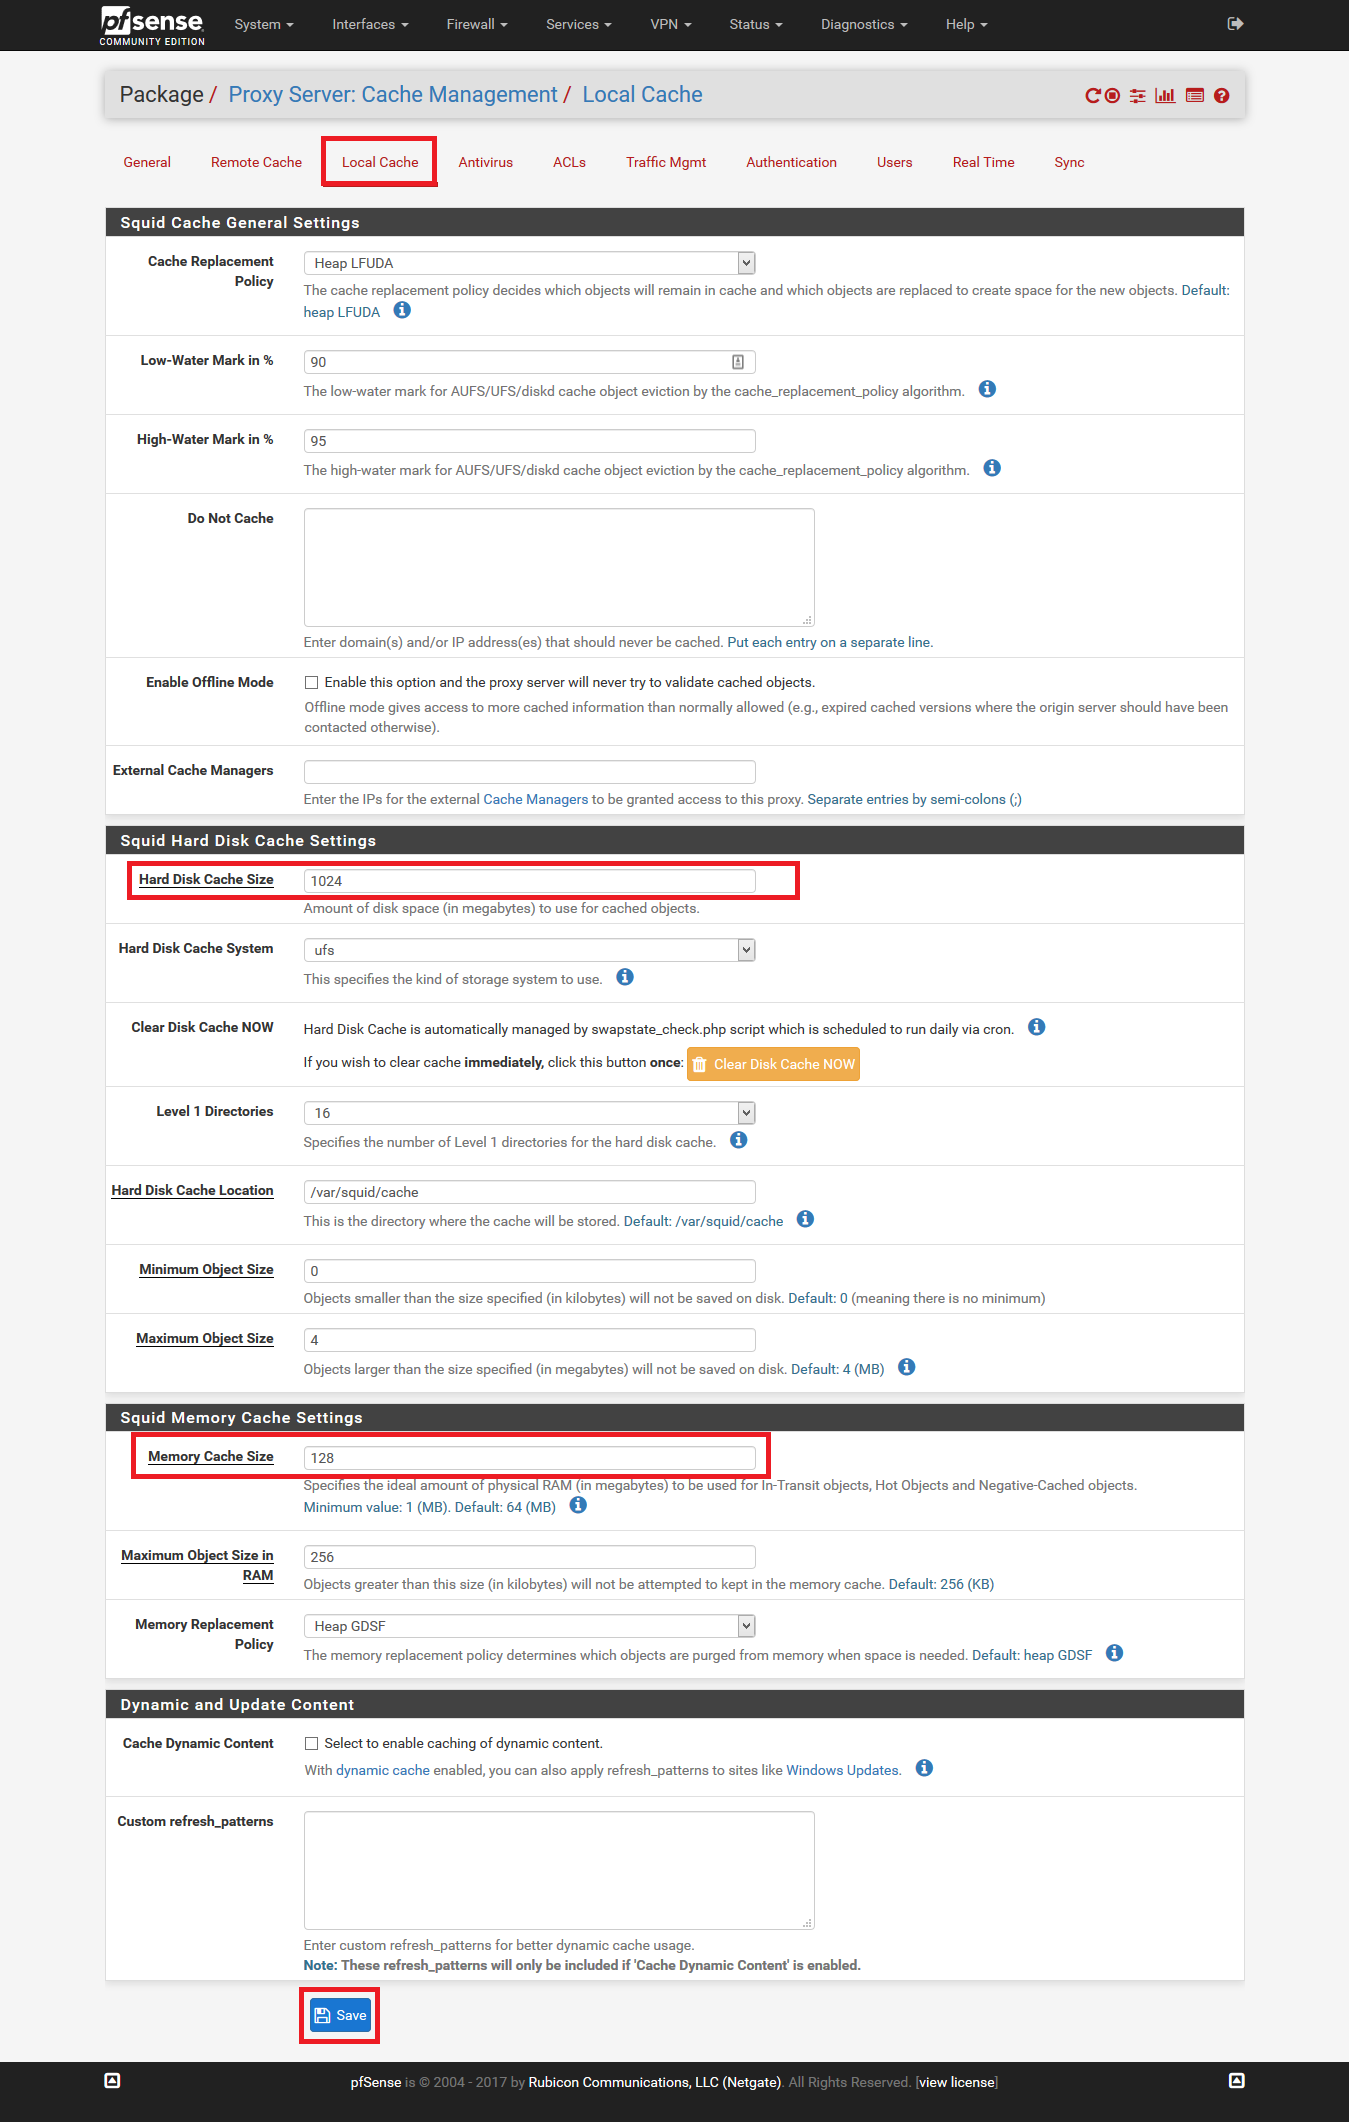 pfsense
COMMUNITY EDITION
System Interfaces Firewall Services VPN Status Diagnostics Help
Package / Proxy Server: Cache Management / Local Cache
General Remote Cache Local Cache Antivirus ACLs Traffic Mgmt Authentication Users Real Time Sync
Squid Cache General Settings
Cache Replacement Policy
Heap LFUDA
The cache replacement policy decides which objects will remain in cache and which objects are replaced to create space for the new objects. Default:
heap LFUDA
Low-Water Mark in %
90
The low-water mark for AUFS/UFS/diskd cache object eviction by the cache_replacement_policy algorithm.
High-Water Mark in %
95
The high-water mark for AUFS/UFS/diskd cache object eviction by the cache_replacement_policy algorithm.
Do Not Cache
Enter domain(s) and/or IP address(es) that should never be cached. Put each entry on a separate line.
Enable Offline Mode
Enable this option and the proxy server will never try to validate cached objects.
Offline mode gives access to more cached information than normally allowed (e.g., expired cached versions where the origin server should have been
contacted otherwise).
External Cache Managers
Enter the IPs for the external Cache Managers to be granted access to this proxy. Separate entries by semi-colons (;)
Squid Hard Disk Cache Settings
Hard Disk Cache Size
1024
Amount of disk space (in megabytes) to use for cached objects.
Hard Disk Cache System
ufs
This specifies the kind of storage system to use.
Clear Disk Cache NOW
Hard Disk Cache is automatically managed by swapstate_check.php script which is scheduled to run daily via cron.
If you wish to clear cache immediately, click this button once: Clear Disk Cache NOW
Level 1 Directories
16
Specifies the number of Level 1 directories for the hard disk cache.
Hard Disk Cache Location
/var/squid/cache
This is the directory where the cache will be stored. Default: /var/squid/cache
Minimum Object Size
0
Objects smaller than the size specified (in kilobytes) will not be saved on disk. Default: 0 (meaning there is no minimum)
Maximum Object Size
4
Objects larger than the size specified (in megabytes) will not be saved on disk. Default: 4 (MB)
Squid Memory Cache Settings
Memory Cache Size
128
Specifies the ideal amount of physical RAM (in megabytes) to be used for In-Transit objects, Hot Objects and Negative-Cached objects.
Minimum value: 1 (MB). Default: 64 (MB)
Maximum Object Size in
RAM
256
Objects greater than this size (in kilobytes) will not be attempted to kept in the memory cache. Default: 256 (KB)
Memory Replacement
Policy
Heap GDSF
The memory replacement policy determines which objects are purged from memory when space is needed. Default: heap GDSF
Dynamic and Update Content
Cache Dynamic Content
Select to enable caching of dynamic content.
With dynamic cache enabled, you can also apply refresh_patterns to sites like Windows Updates.
Custom refresh_patterns
Enter custom refresh_patterns for better dynamic cache usage.
Note: These refresh_patterns will only be included if 'Cache Dynamic Content' is enabled.
Save
pfSense is © 2004 - 2017 by Rubicon Communications, LLC (Netgate). All Rights Reserved. [view license]